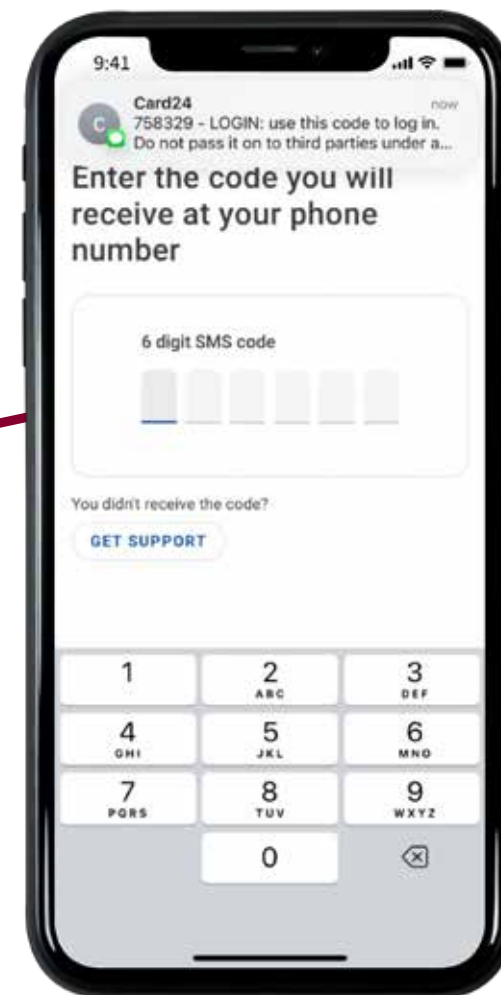 9:41
Card24
now
C
758329 - LOGIN: use this code to log in.
Do not pass it on to third parties under a...
Enter the code you will
receive at your phone
number
6 digit SMS code
You didn't receive the code?
GET SUPPORT
1 2 3
ABC DEF
4 5 6
GHI JKL MNO
7 8 9
PQRS TUV WXYZ
0